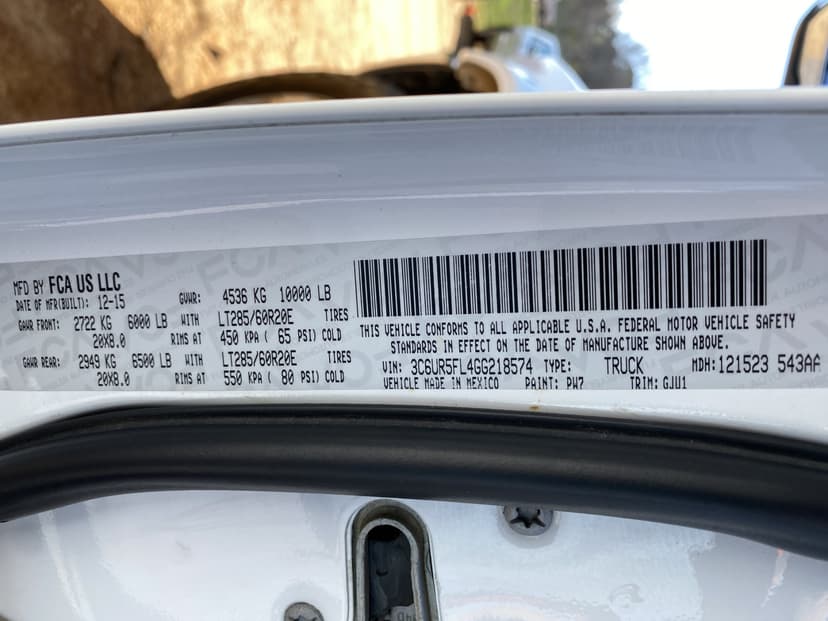 MFD BY FCA US LLC
DATE OF MFR(BUILT): 12-15 GVWR: 4536 KG 10000 LB
GAWR FRONT: 2722 KG 6000 LB WITH LT285/60R20E TIRES
20X8.0 RIMS AT 450 KPA ( 65 PSI) COLD
GAWR REAR: 2949 KG 6500 LB WITH LT285/60R20E TIRES
20X8.0 RIMS AT 550 KPA ( 80 PSI) COLD
THIS VEHICLE CONFORMS TO ALL APPLICABLE U.S.A. FEDERAL MOTOR VEHICLE SAFETY
STANDARDS IN EFFECT ON THE DATE OF MANUFACTURE SHOWN ABOVE.
VIN: 3C6UR5FL4GG218574 TYPE: TRUCK MDH: 121523 543AA
VEHICLE MADE IN MEXICO PAINT: PW7 TRIM: GJU1